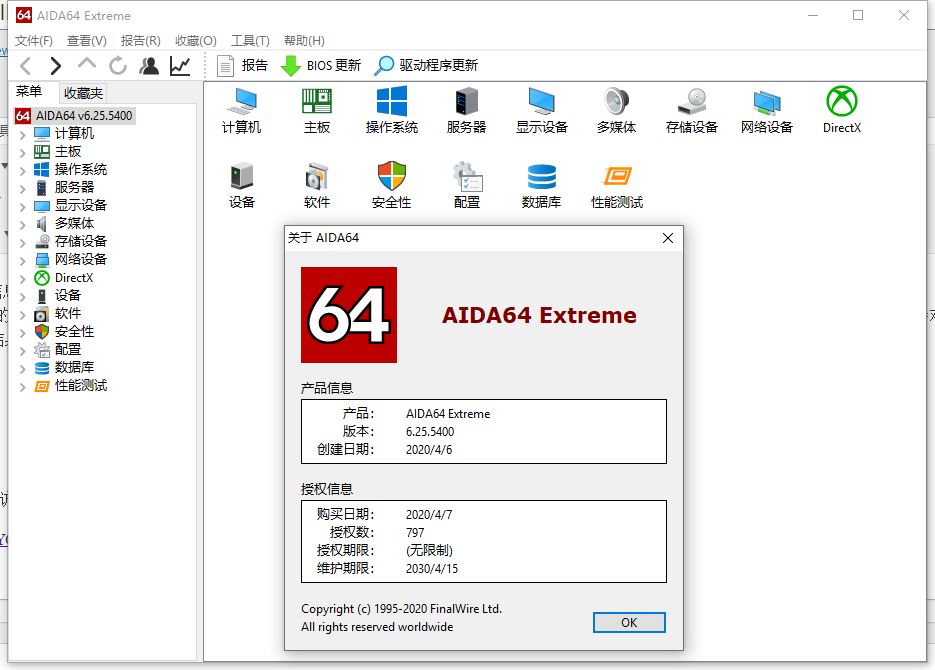 64 AIDA64 Extreme
文件(F) 查看(V) 报告(R) 收藏(O) 工具(T) 帮助(H)
报告 BIOS 更新 驱动程序更新
菜单 收藏夹
64 AIDA64 v6.25.5400
计算机
主板
操作系统
服务器
显示设备
多媒体
存储设备
网络设备
DirectX
设备
软件
安全性
配置
数据库
性能测试
计算机 主板 操作系统 服务器 显示设备 多媒体 存储设备 网络设备 DirectX
设备 软件 安全性 配置 数据库 性能测试
关于 AIDA64
64
AIDA64 Extreme
产品信息
产品: AIDA64 Extreme
版本: 6.25.5400
创建日期: 2020/4/6
授权信息
购买日期: 2020/4/7
授权数: 797
授权期限: (无限制)
维护期限: 2030/4/15
Copyright (c) 1995-2020 FinalWire Ltd.
All rights reserved worldwide
OK